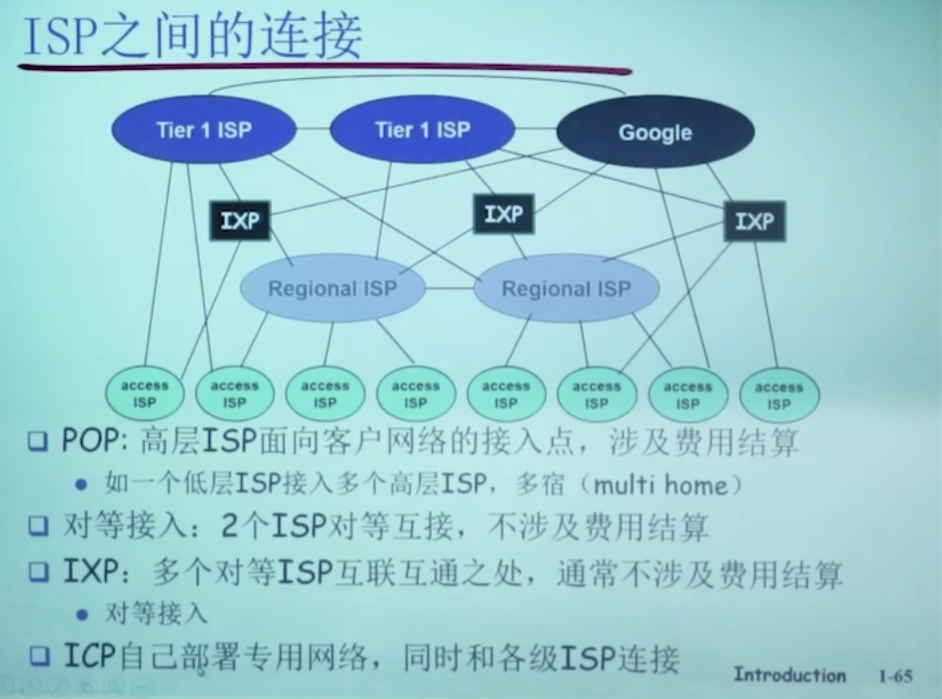 ISP之间的连接
Tier 1 ISP
Tier 1 ISP
Google
IXP
IXP
IXP
Regional ISP
Regional ISP
access ISP
access ISP
access ISP
access ISP
access ISP
access ISP
access ISP
access ISP
POP: 高层ISP面向客户网络的接入点，涉及费用结算
如一个低层ISP接入多个高层ISP，多宿（multi home）
对等接入：2个ISP对等互接，不涉及费用结算
IXP：多个对等ISP互联互通之处，通常不涉及费用结算
对等接入
ICP自己部署专用网络，同时和各级ISP连接
Introduction 1-65